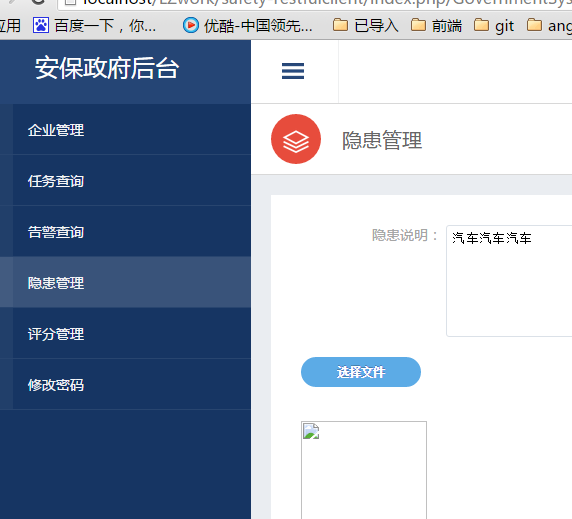 localhost/LZwork/safety-restfulclient/index.php/GovernmentSys
应用 百度一下，你... 优酷-中国领先... 已导入 前端 git ang
安保政府后台
隐患管理
企业管理
任务查询
告警查询
隐患管理
评分管理
修改密码
隐患说明：
汽车汽车汽车
选择文件